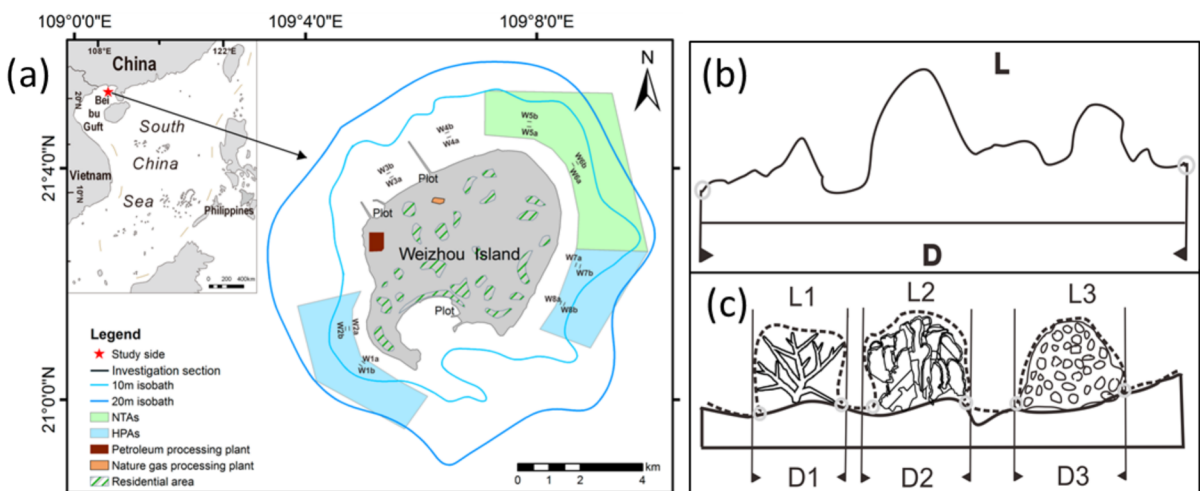 109°0'0"E
109°4'0"E
109°8'0"E
(a)
108°E
122°E
China
20°N
Bei
bu
Guft
South
China
Sea
Vietnam
10°N
Philippines
0 200 400km
N
21°4'0"N
21°0'0"N
W5b
W5a
W4b
W4a
W3b
W3a
W6b
W6a
Plot
Plot
Weizhou Island
W7a
W7b
W8a
W8b
Plot
W2a
W2b
W1a
W1b
Legend
Study side
Investigation section
10m isobath
20m isobath
NTAs
HPAs
Petroleum processing plant
Nature gas processing plant
Residential area
0 1 2 4
km
(b)
L
D
(c)
L1 L2 L3
D1 D2 D3